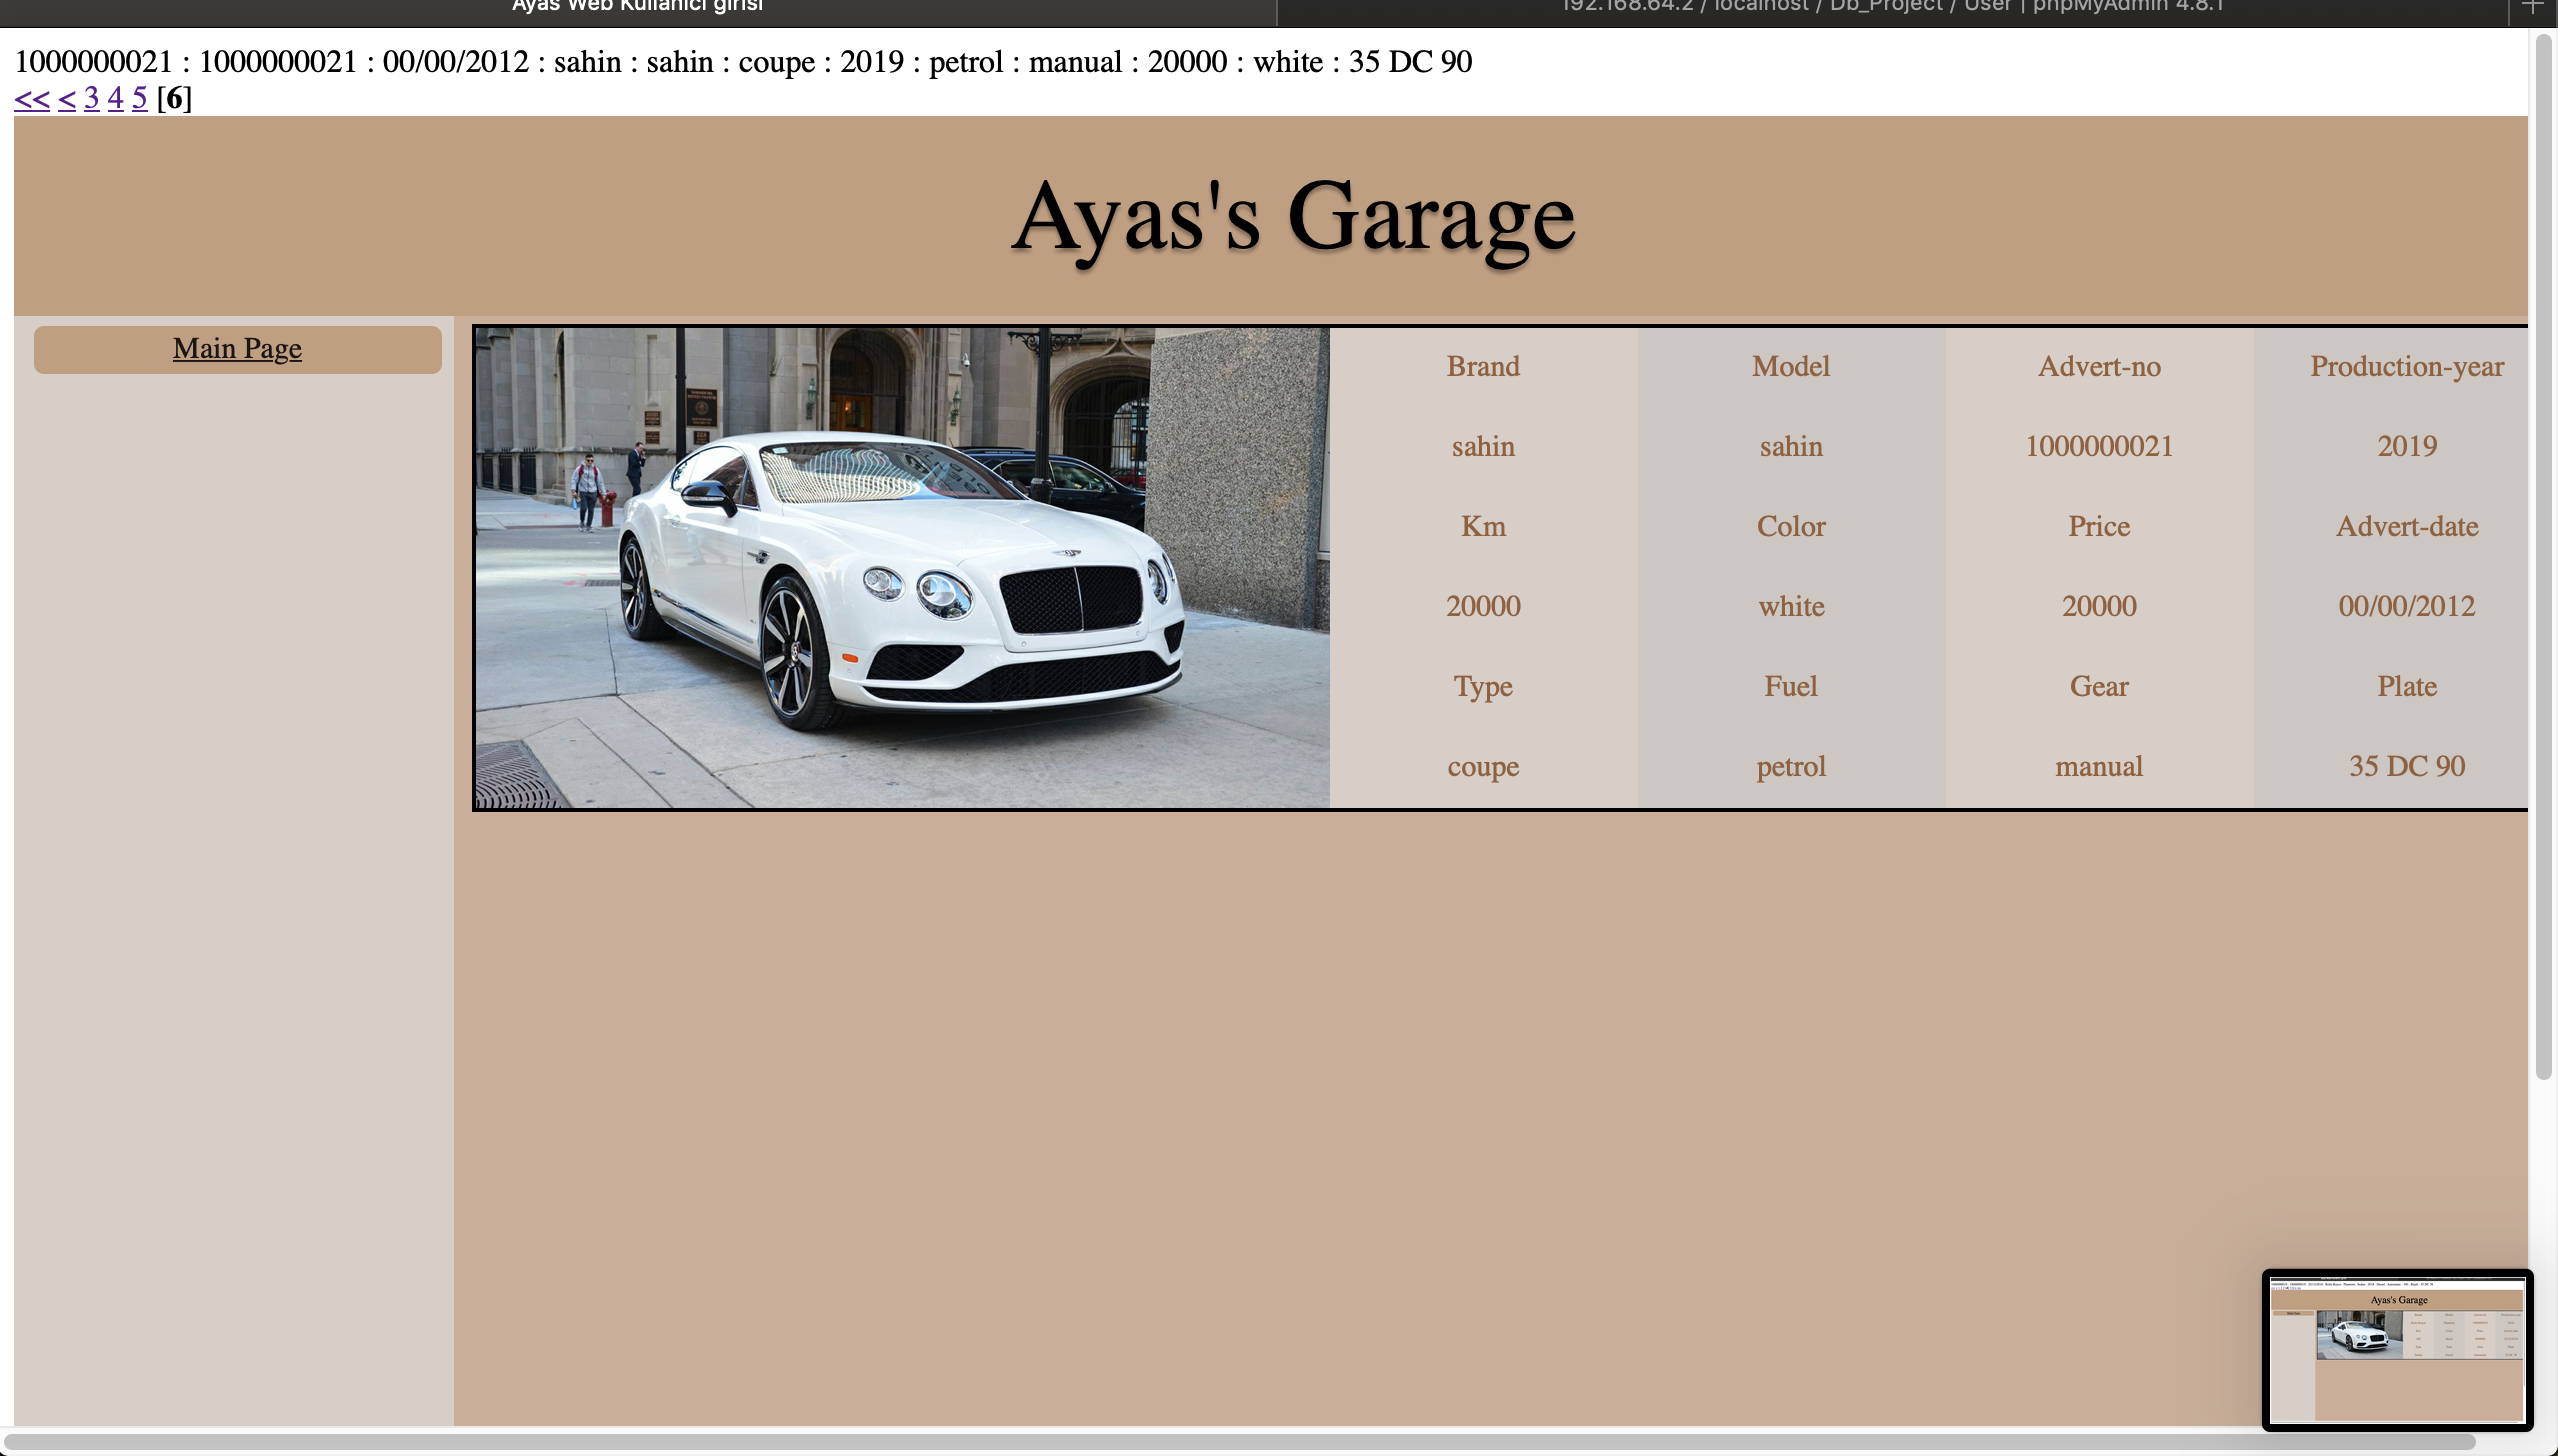 Ayas Web Kullanici girisi
192.168.64.2 / localhost / Db_Project / User | phpMyAdmin 4.8.1
1000000021 : 1000000021 : 00/00/2012 : sahin : sahin : coupe : 2019 : petrol : manual : 20000 : white : 35 DC 90
<< < 3 4 5 [6]
Ayas's Garage
Main Page
Brand Model Advert-no Production-year
sahin sahin 1000000021 2019
Km Color Price Advert-date
20000 white 20000 00/00/2012
Type Fuel Gear Plate
coupe petrol manual 35 DC 90
Ayas's Garage